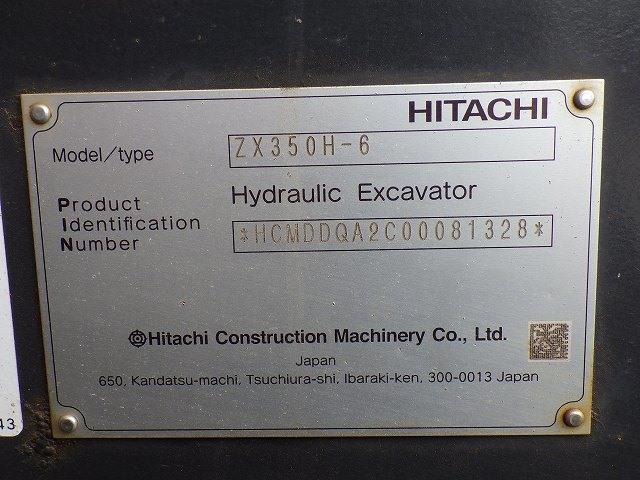 HITACHI
Model/type ZX350H-6
Hydraulic Excavator
Product
Identification
Number
*HCMDDQA2C00081328*
Hitachi Construction Machinery Co., Ltd.
Japan
650, Kandatsu-machi, Tsuchiura-shi, Ibaraki-ken, 300-0013 Japan
43